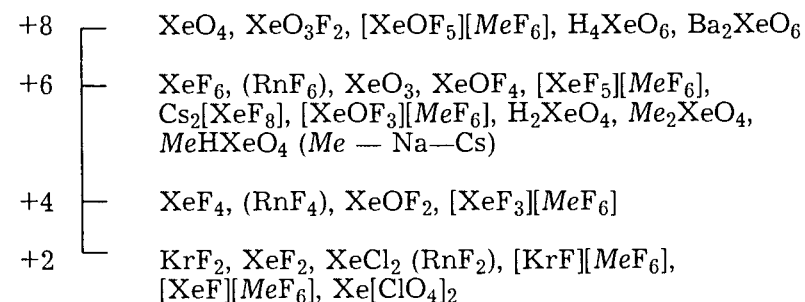 +8 XeO₄, XeO₃F₂, [XeOF₅][MeF₆], H₄XeO₆, Ba₂XeO₆
+6 XeF₆, (RnF₆), XeO₃, XeOF₄, [XeF₅][MeF₆],
Cs₂[XeF₈], [XeOF₃][MeF₆], H₂XeO₄, Me₂XeO₄,
MeHXeO₄ (Me — Na—Cs)
+4 XeF₄, (RnF₄), XeOF₂, [XeF₃][MeF₆]
+2 KrF₂, XeF₂, XeCl₂ (RnF₂), [KrF][MeF₆],
[XeF][MeF₆], Xe[ClO₄]₂